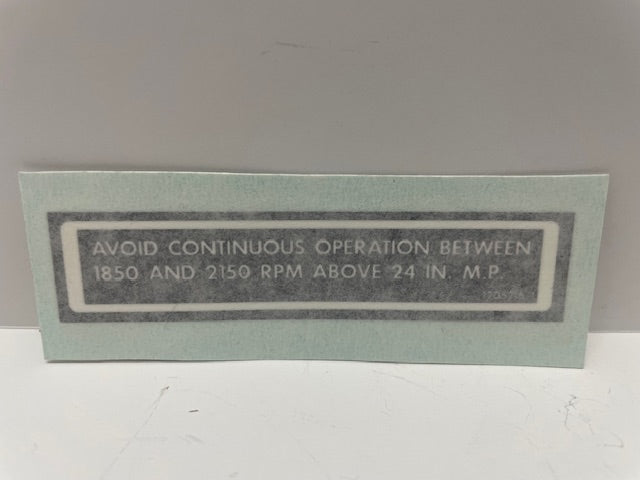 AVOID CONTINUOUS OPERATION BETWEEN
1850 AND 2150 RPM ABOVE 24 IN. M.P.